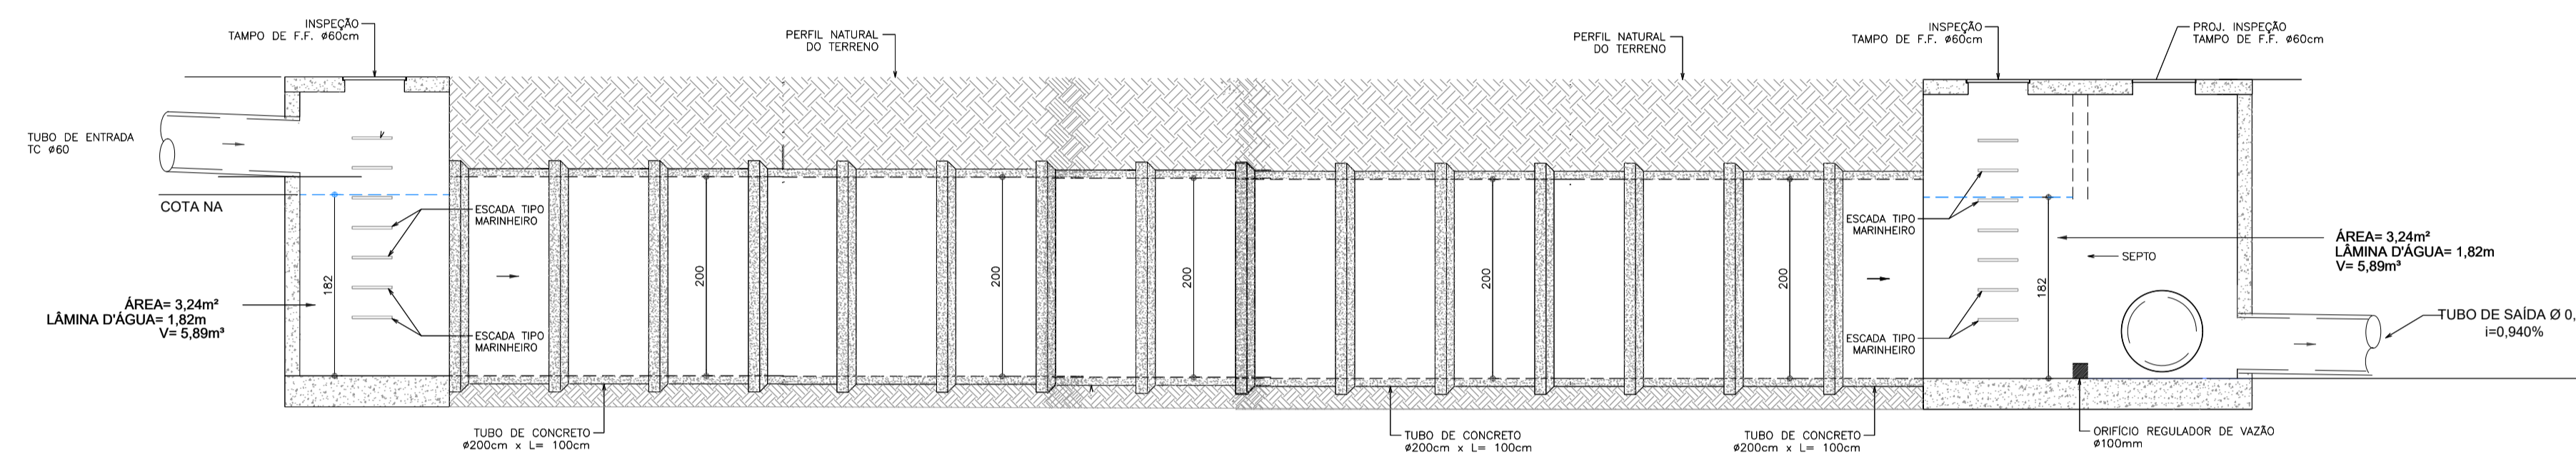 INSPEÇÃO
TAMPO DE F.F. ø60cm
PERFIL NATURAL
DO TERRENO
PERFIL NATURAL
DO TERRENO
INSPEÇÃO
TAMPO DE F.F. ø60cm
PROJ. INSPEÇÃO
TAMPO DE F.F. ø60cm
TUBO DE ENTRADA
TC ø60
COTA NA
ESCADA TIPO
MARINHEIRO
ESCADA TIPO
MARINHEIRO
182
200
200
200
200
200
182
ÁREA= 3,24m²
LÂMINA D'ÁGUA= 1,82m
V= 5,89m³
SEPTO
ÁREA= 3,24m²
LÂMINA D'ÁGUA= 1,82m
V= 5,89m³
ESCADA TIPO
MARINHEIRO
ESCADA TIPO
MARINHEIRO
TUBO DE SAÍDA Ø 0,
i=0,940%
TUBO DE CONCRETO
ø200cm x L= 100cm
TUBO DE CONCRETO
ø200cm x L= 100cm
TUBO DE CONCRETO
ø200cm x L= 100cm
ORIFÍCIO REGULADOR DE VAZÃO
ø100mm